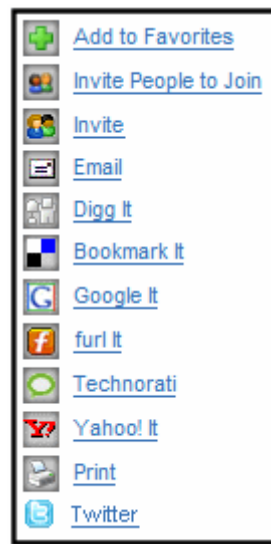 Add to Favorites
Invite People to Join
Invite
Email
Digg It
Bookmark It
Google It
furl It
Technorati
Yahoo! It
Print
Twitter